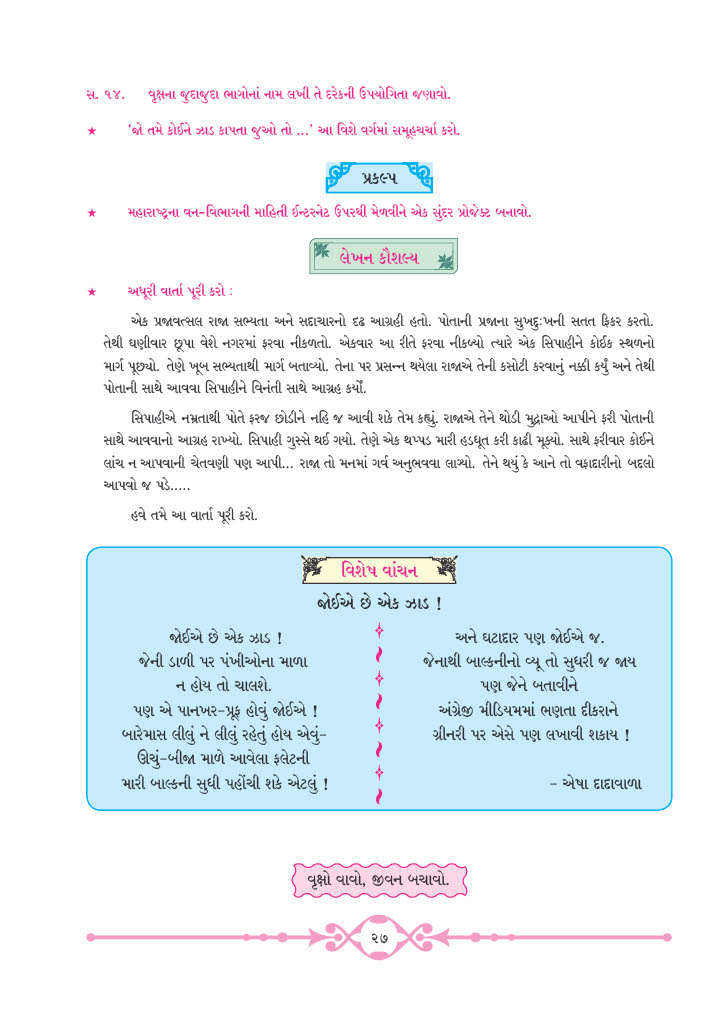 સ. ૧૪. વૃક્ષના જુદાજુદા ભાગોનાં નામ લખી તે દરેકની ઉપયોગિતા જણાવો.
★ ‘જો તમે કોઈને ઝાડ કાપતા જુઓ તો ...’ આ વિશે વર્ગમાં સમૂહચર્ચા કરો.
પ્રકલ્પ
★ મહારાષ્ટ્રના વન-વિભાગની માહિતી ઈન્ટરનેટ ઉપરથી મેળવીને એક સુંદર પ્રોજેક્ટ બનાવો.
લેખન કૌશલ્ય
★ અધૂરી વાર્તા પૂરી કરો :
એક પ્રજાવત્સલ રાજા સભ્યતા અને સદાચારનો દૃઢ આગ્રહી હતો. પોતાની પ્રજાના સુખદુઃખની સતત ફિકર કરતો.
તેથી ઘણીવાર છૂપા વેશે નગરમાં ફરવા નીકળતો. એકવાર આ રીતે ફરવા નીકળ્યો ત્યારે એક સિપાહીને કોઈક સ્થળનો
માર્ગ પૂછ્યો. તેણે ખૂબ સભ્યતાથી માર્ગ બતાવ્યો. તેના પર પ્રસન્ન થયેલા રાજાએ તેની કસોટી કરવાનું નક્કી કર્યું અને તેથી
પોતાની સાથે આવવા સિપાહીને વિનંતી સાથે આગ્રહ કર્યો.
સિપાહીએ નમ્રતાથી પોતે ફરજ છોડીને નહિ જ આવી શકે તેમ કહ્યું. રાજાએ તેને થોડી મુદ્રાઓ આપીને ફરી પોતાની
સાથે આવવાનો આગ્રહ રાખ્યો. સિપાહી ગુસ્સે થઈ ગયો. તેણે એક થપ્પડ મારી હડધૂત કરી કાઢી મૂક્યો. સાથે ફરીવાર કોઈને
લાંચ ન આપવાની ચેતવણી પણ આપી... રાજા તો મનમાં ગર્વ અનુભવવા લાગ્યો. તેને થયું કે આને તો વફાદારીનો બદલો
આપવો જ પડે.....
હવે તમે આ વાર્તા પૂરી કરો.
વિશેષ વાંચન
જોઈએ છે એક ઝાડ !
જોઈએ છે એક ઝાડ !
જેની ડાળી પર પંખીઓના માળા
ન હોય તો ચાલશે.
પણ એ પાનખર-પ્રૂફ હોવું જોઈએ !
બારેમાસ લીલું ને લીલું રહેતું હોય એવું-
ઊચું-બીજા માળે આવેલા ફ્લેટની
મારી બાલ્કની સુધી પહોંચી શકે એટલું !
અને ઘટાદાર પણ જોઈએ જ.
જેનાથી બાલ્કનીનો વ્યૂ તો સુધરી જ જાય
પણ જેને બતાવીને
અંગ્રેજી મીડિયમમાં ભણતા દીકરાને
ગ્રીનરી પર એસે પણ લખાવી શકાય !
- એષા દાદાવાળા
વૃક્ષો વાવો, જીવન બચાવો.
૨૭